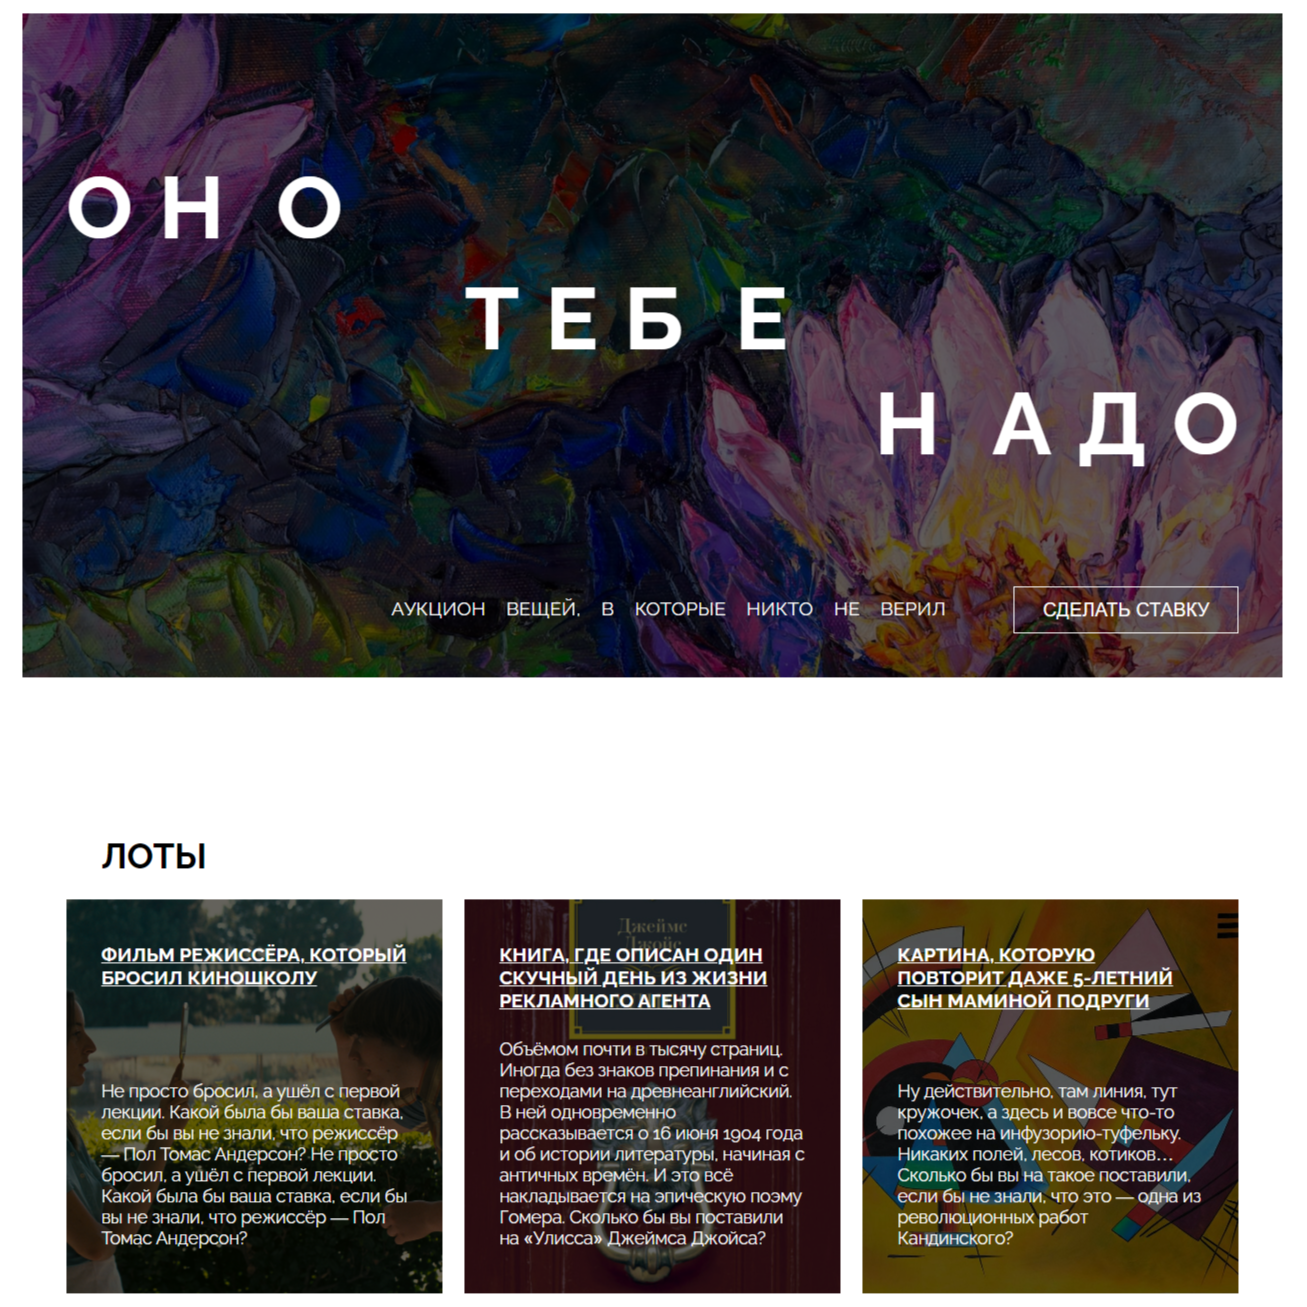 ОНО
ТЕБЕ
НАДО
АУКЦИОН ВЕЩЕЙ, В КОТОРЫЕ НИКТО НЕ ВЕРИЛ
СДЕЛАТЬ СТАВКУ
ЛОТЫ
ФИЛЬМ РЕЖИССЁРА, КОТОРЫЙ
БРОСИЛ КИНОШКОЛУ
Не просто бросил, а ушёл с первой
лекции. Какой была бы ваша ставка,
если бы вы не знали, что режиссёр
— Пол Томас Андерсон? Не просто
бросил, а ушёл с первой лекции.
Какой была бы ваша ставка, если бы
вы не знали, что режиссёр — Пол
Томас Андерсон?
Джеймс
Джойс
КНИГА, ГДЕ ОПИСАН ОДИН
СКУЧНЫЙ ДЕНЬ ИЗ ЖИЗНИ
РЕКЛАМНОГО АГЕНТА
Объёмом почти в тысячу страниц.
Иногда без знаков препинания и с
переходами на древнеанглийский.
В ней одновременно
рассказывается о 16 июня 1904 года
и об истории литературы, начиная с
античных времён. И это всё
накладывается на эпическую поэму
Гомера. Сколько бы вы поставили
на «Улисса» Джеймса Джойса?
КАРТИНА, КОТОРУЮ
ПОВТОРИТ ДАЖЕ 5-ЛЕТНИЙ
СЫН МАМИНОЙ ПОДРУГИ
Ну действительно, там линия, тут
кружочек, а здесь и вовсе что-то
похожее на инфузорию-туфельку.
Никаких полей, лесов, котиков…
Сколько бы вы на такое поставили,
если бы не знали, что это — одна из
революционных работ
Кандинского?